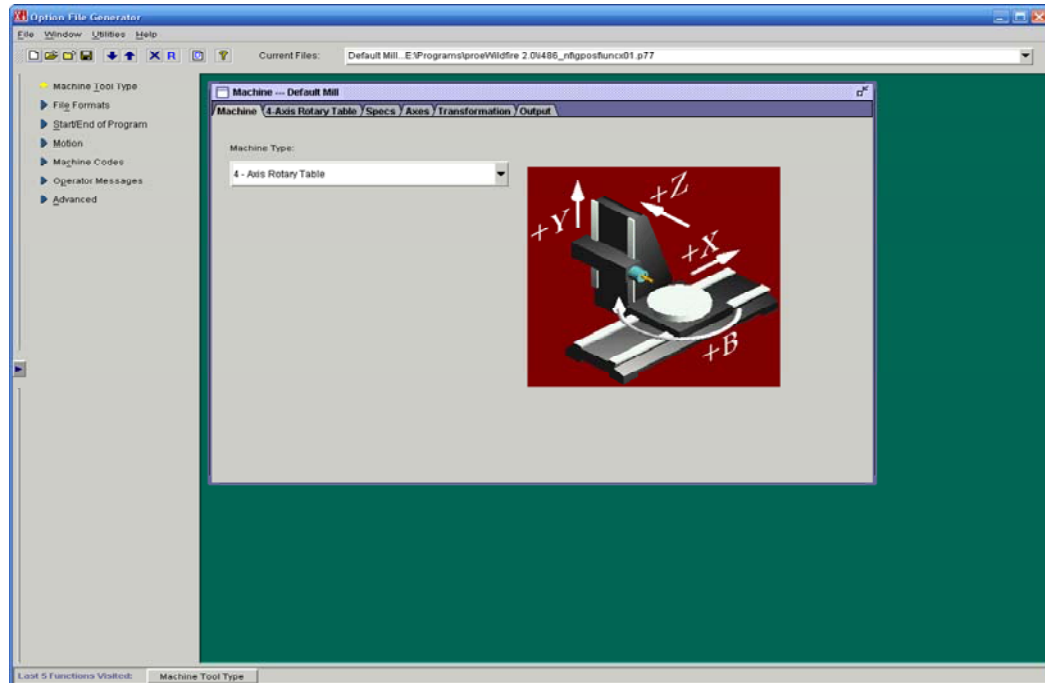 Option File Generator
File Window Utilities Help
Current Files: Default Mill...E:\Programs\proeWildfire 2.0\i486_nt\gpost\uncx01.p77
Machine Tool Type
File Formats
Start/End of Program
Motion
Machine Codes
Operator Messages
Advanced
Machine --- Default Mill
Machine 4-Axis Rotary Table Specs Axes Transformation Output
Machine Type:
4 - Axis Rotary Table
+Y
+Z
+X
+B
Last 5 Functions Visited: Machine Tool Type